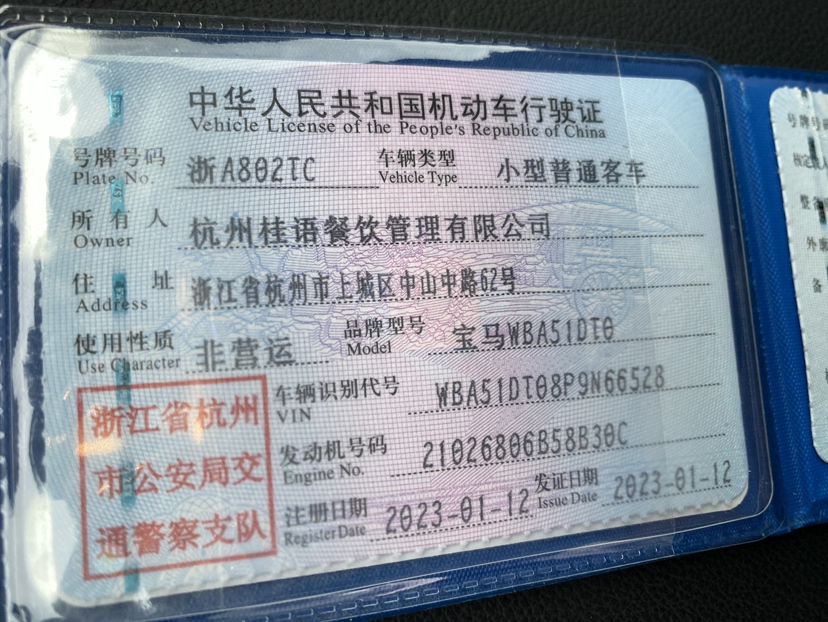 中华人民共和国机动车行驶证
Vehicle License of the People's Republic of China
号牌号码 浙A802TC 车辆类型 小型普通客车
Plate No. Vehicle Type
所有人 杭州桂语餐饮管理有限公司
Owner
住址 浙江省杭州市上城区中山中路62号
Address
使用性质 非营运 品牌型号 宝马WBA51DT0
Use Character Model
车辆识别代号 WBA51DT08P9N66528
VIN
发动机号码 21026806B58B30C
Engine No.
注册日期 2023-01-12 发证日期 2023-01-12
Register Date Issue Date
浙江省杭州
市公安局交
通警察支队
号牌号码